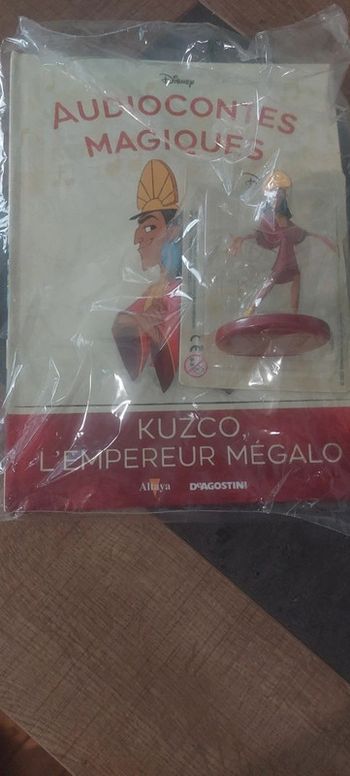 Disney
AUDIOCONTES
MAGIQUES
KUZCO,
L'EMPEREUR MÉGALO
Altaya
DeAGOSTINI